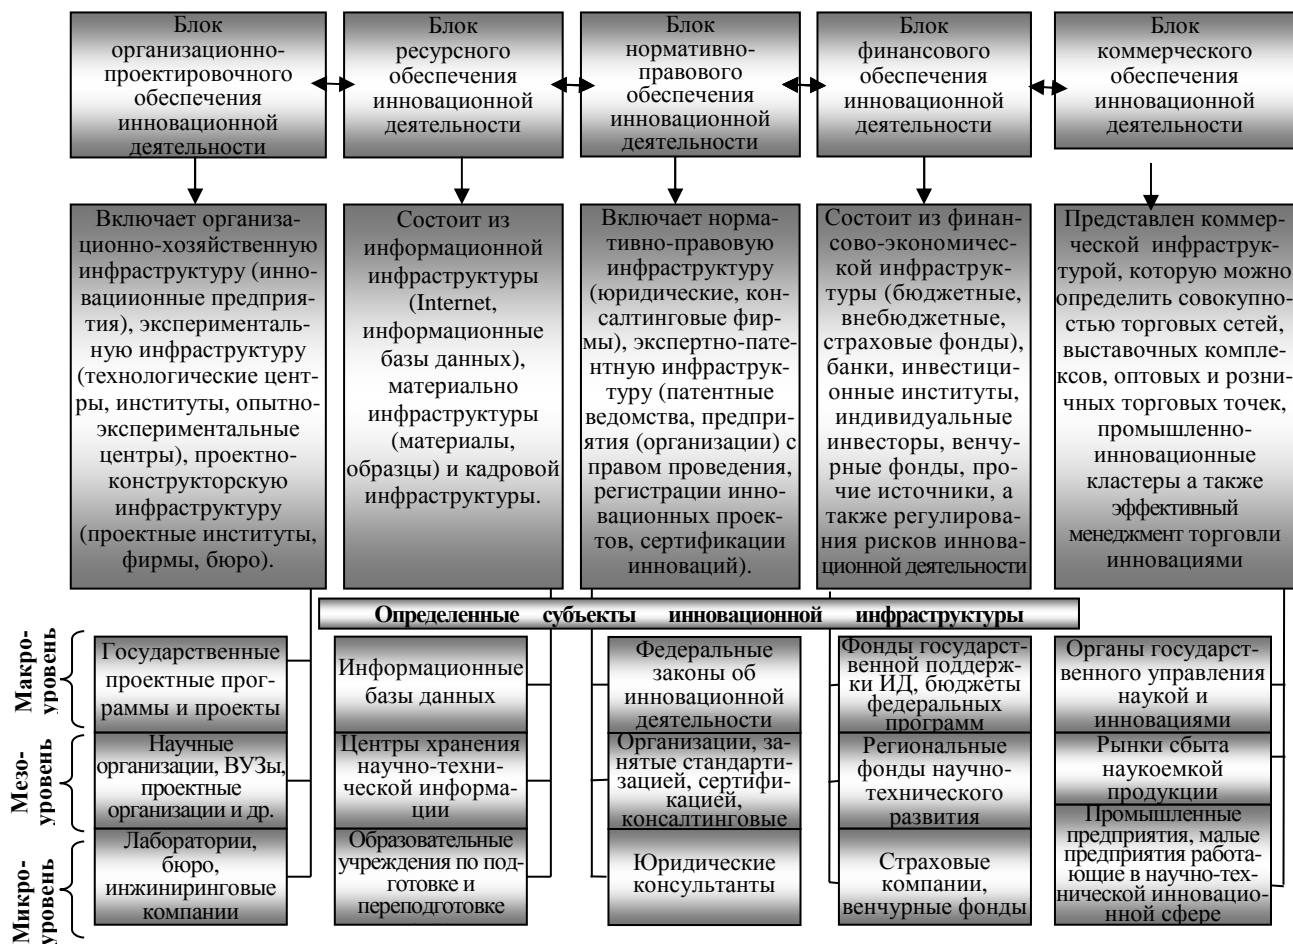 Блок
организационно-
проектировочного
обеспечения
инновационной
деятельности
Блок
ресурсного
обеспечения
инновационной
деятельности
Блок
нормативно-
правового
обеспечения
инновационной
деятельности
Блок
финансового
обеспечения
инновационной
деятельности
Блок
коммерческого
обеспечения
инновационной
деятельности
Включает организа-
ционно-хозяйственную
инфраструктуру (инно-
вациионные предприя-
тия), эксперименталь-
ную инфраструктуру
(технологические цент-
ры, институты, опытно-
экспериментальные
центры), проектно-
конструкторскую
инфраструктуру
(проектные институты,
фирмы, бюро).
Состоит из
информационной
инфраструктуры
(Internet,
информационные
базы данных),
материально
инфраструктуры
(материалы,
образцы) и кадровой
инфраструктуры.
Включает норма-
тивно-правовую
инфраструктуру
(юридические, кон-
салтинговые фир-
мы), экспертно-пате-
нтную инфраструк-
туру (патентные
ведомства, предпри-
ятия (организации) с
правом проведения,
регистрации инно-
вационных проек-
тов, сертификации
инноваций).
Состоит из финан-
сово-экономичес-
кой инфраструк-
туры (бюджетные,
внебюджетные,
страховые фонды),
банки, инвестици-
онные институты,
индивидуальные
инвесторы, венчу-
рные фонды, про-
чие источники, а
также регулирова-
ния рисков иннова-
ционной деятельности
Представлен коммер-
ческой инфраструк-
турой, которую можно
определить совокупно-
стью торговых сетей,
выставочных компле-
ксов, оптовых и розни-
чных торговых точек,
промышленно-
инновационные
кластеры а также
эффективный
менеджмент торговли
инновациями
Определенные субъекты инновационной инфраструктуры
Макро-
уровень
Государственные
проектные прог-
раммы и проекты
Информационные
базы данных
Федеральные
законы об
инновационной
деятельности
Фонды государст-
венной поддерж-
ки ИД, бюджеты
федеральных
программ
Органы государст-
венного управления
наукой и
инновациями
Мезо-
уровень
Научные
организации, ВУЗы,
проектные
организации и др.
Центры хранения
научно-техни-
ческой информа-
ции
Организации, за-
нятые стандарти-
зацией, сертифи-
кацией,
консалтинговые
Региональные
фонды научно-
технического
развития
Рынки сбыта
наукоемкой
продукции
Микро-
уровень
Лаборатории,
бюро,
инжиниринговые
компании
Образовательные
учреждения по под-
готовке и
переподготовке
Юридические
консультанты
Страховые
компании,
венчурные фонды
Промышленные
предприятия, малые
предприятия работа-
ющие в научно-тех-
нической инновацио-
нной сфере